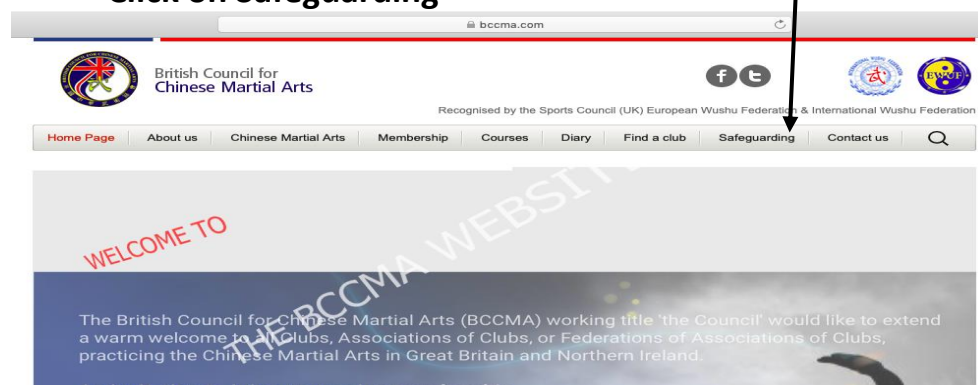 Click on Safeguarding
bccma.com
British Council for
Chinese Martial Arts
EWUF
Recognised by the Sports Council (UK) European Wushu Federation & International Wushu Federation
Home Page About us Chinese Martial Arts Membership Courses Diary Find a club Safeguarding Contact us
WELCOME TO
THE BCCMA WEBSITE
The British Council for Chinese Martial Arts (BCCMA) working title 'the Council' would like to extend
a warm welcome to all Clubs, Associations of Clubs, or Federations of Associations of Clubs,
practicing the Chinese Martial Arts in Great Britain and Northern Ireland.